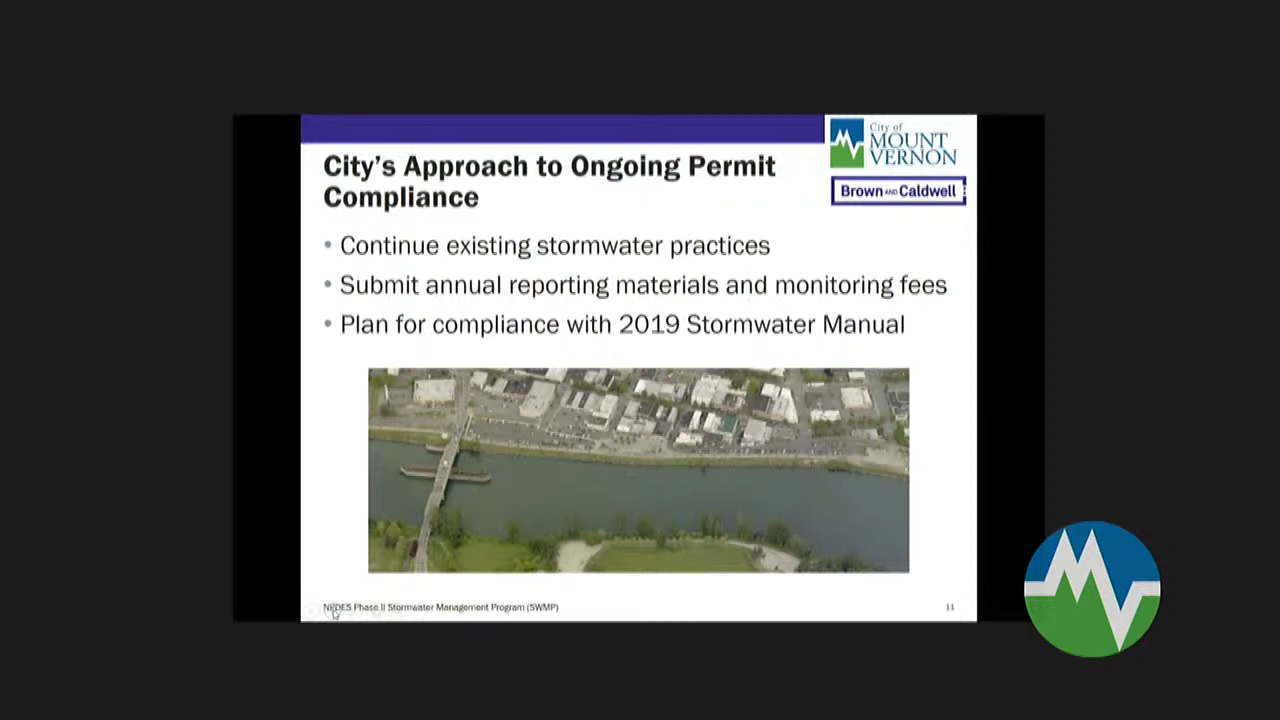 City of
MOUNT
VERNON
Brown AND Caldwell
City's Approach to Ongoing Permit
Compliance
• Continue existing stormwater practices
• Submit annual reporting materials and monitoring fees
• Plan for compliance with 2019 Stormwater Manual
NPDES Phase II Stormwater Management Program (SWMP)
11